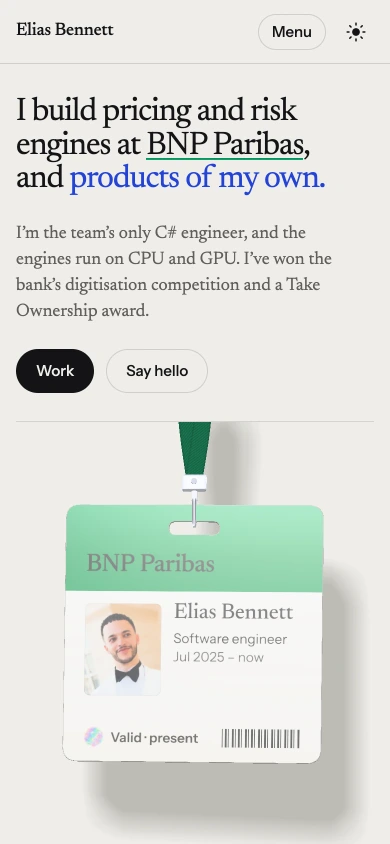 Elias Bennett
Menu
I build pricing and risk
engines at BNP Paribas,
and products of my own.
I’m the team’s only C# engineer, and the
engines run on CPU and GPU. I’ve won the
bank’s digitisation competition and a Take
Ownership award.
Work
Say hello
BNP Paribas
Elias Bennett
Software engineer
Jul 2025 – now
Valid · present